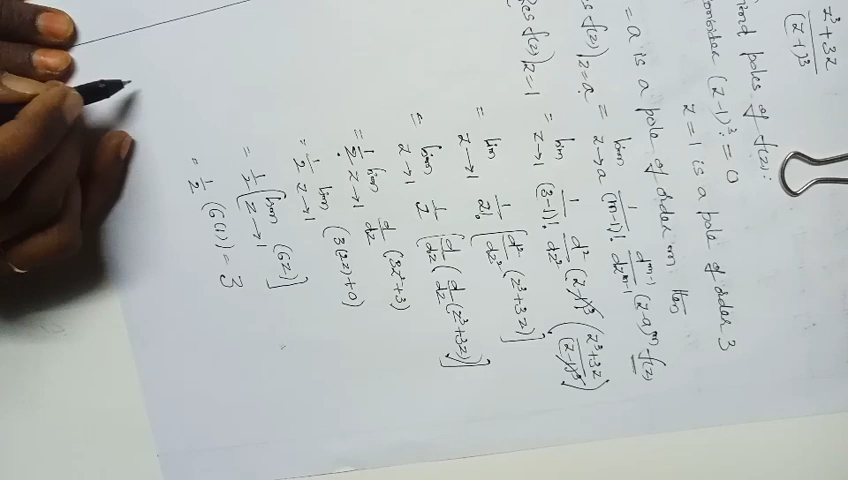 z³+3z / (z-1)³
Find poles of f(z):
Consider (z-1)³ = 0
z = 1 is a pole of order 3
= a is a pole of order m then
f(z)] z=a = lim z→a 1/(m-1)! d^(m-1)/dz^(m-1) (z-a)^m f(z)
Res f(z)] z=1 = lim z→1 1/(3-1)! d²/dz² (z-1)³ (z³+3z / (z-1)³)
= lim z→1 1/2! [d²/dz² (z³+3z)]
= lim z→1 1/2 [d/dz (d/dz (z³+3z))]
= 1/2 lim z→1 d/dz (3z²+3)
= 1/2 lim z→1 (3(2z)+0)
= 1/2 [lim z→1 (6z)]
= 1/2 (6(1)) = 3